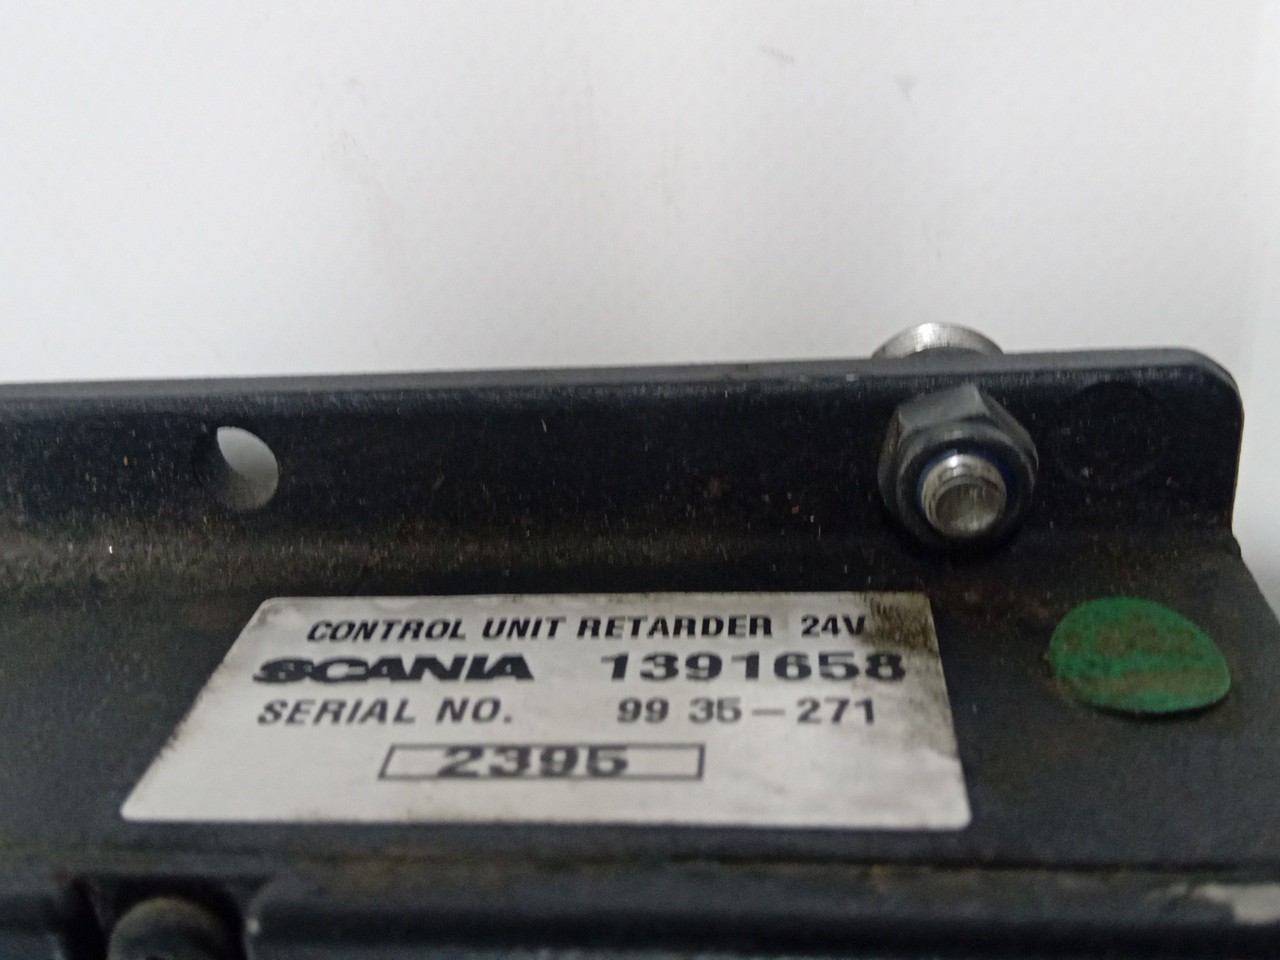 CONTROL UNIT RETARDER 24V
SCANIA 1391658
SERIAL NO. 99 35-271
2395